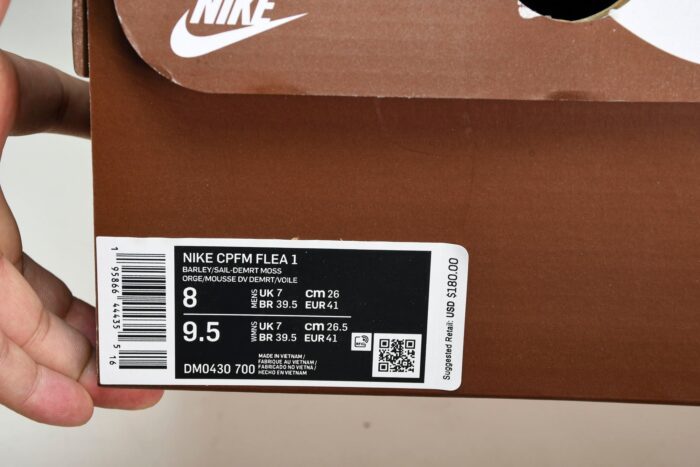 NIKE
NIKE CPFM FLEA 1
BARLEY/SAIL-DEMRT MOSS
ORGE/MOUSSE DV DEMRT/VOILE
8 MENS UK 7 cm 26
BR 39.5 EUR 41
9.5 WMNS UK 7 cm 26.5
BR 39.5 EUR 41
MADE IN VIETNAM /
FABRIQUE AU VIETNAM /
FABRICADO NO VIETNÃ /
HECHO EN VIETNAM
DM0430 700
1 95866 44435 5 16
Suggested Retail: USD $180.00